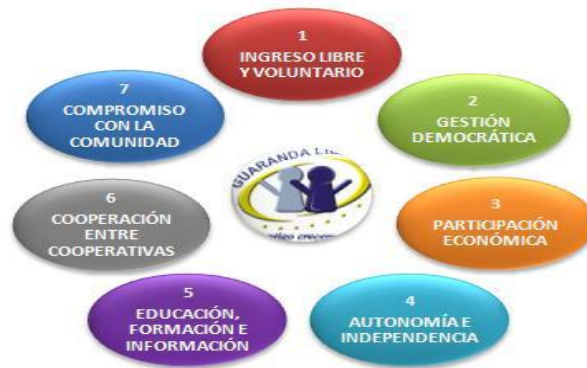 1
INGRESO LIBRE
Y VOLUNTARIO
2
GESTIÓN
DEMOCRÁTICA
3
PARTICIPACIÓN
ECONÓMICA
4
AUTONOMÍA E
INDEPENDENCIA
5
EDUCACIÓN,
FORMACIÓN E
INFORMACIÓN
6
COOPERACIÓN
ENTRE
COOPERATIVAS
7
COMPROMISO
CON LA
COMUNIDAD
GUARANDA